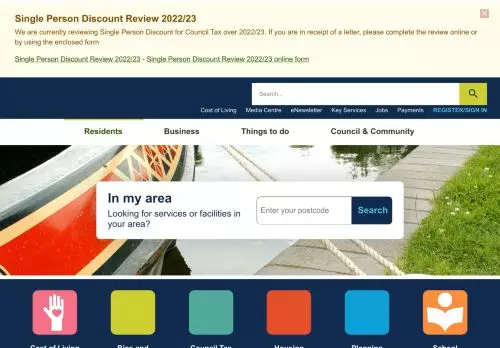 Single Person Discount Review 2022/23
We are currently reviewing Single Person Discount for Council Tax over 2022/23. If you are in receipt of a letter, please complete the review online or
by using the enclosed form
Single Person Discount Review 2022/23 - Single Person Discount Review 2022/23 online form
Search...
Cost of Living Media Centre eNewsletter Key Services Jobs Payments REGISTER/SIGN IN
Residents Business Things to do Council & Community
In my area
Looking for services or facilities in
your area?
Enter your postcode Search
Cost of Living Bins and Council Tax Housing Planning School